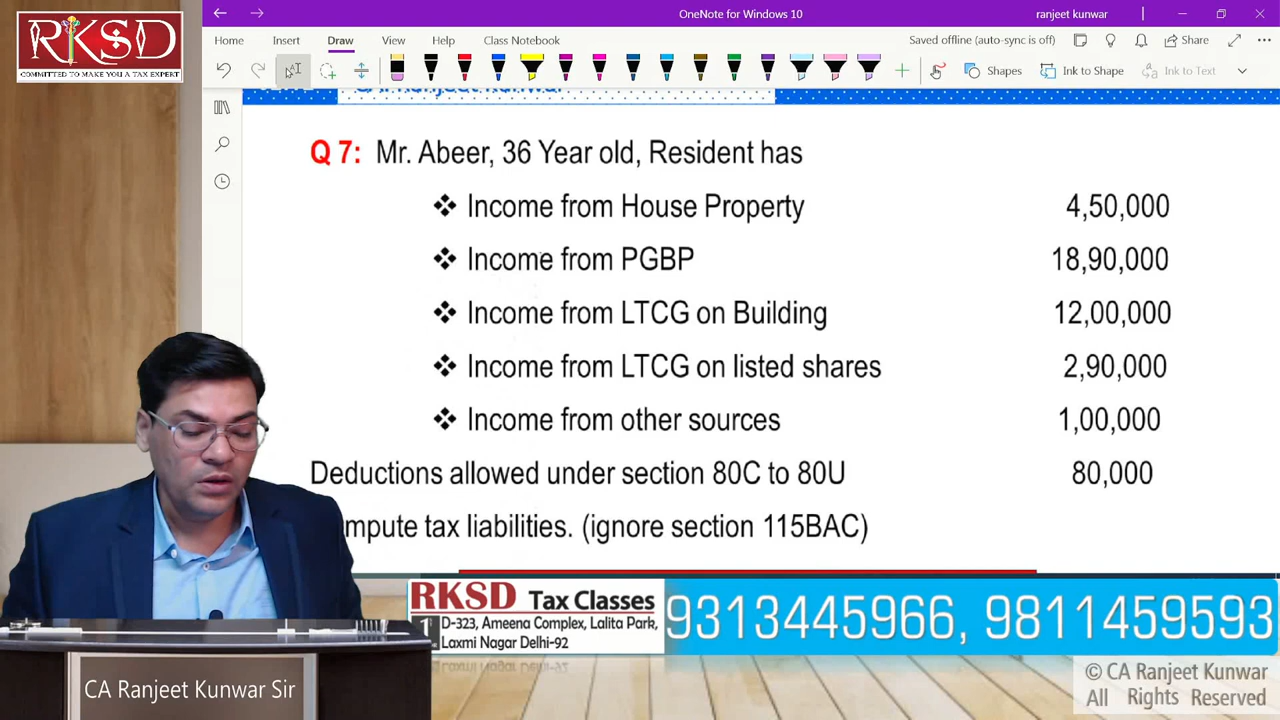 RKSD
COMMITTED TO MAKE YOU A TAX EXPERT
OneNote for Windows 10
ranjeet kunwar
Home Insert Draw View Help Class Notebook
Saved offline (auto-sync is off)
Share
Shapes
Ink to Shape
Ink to Text
CA. Ranjeet Kunwar
Q 7: Mr. Abeer, 36 Year old, Resident has
❖ Income from House Property 4,50,000
❖ Income from PGBP 18,90,000
❖ Income from LTCG on Building 12,00,000
❖ Income from LTCG on listed shares 2,90,000
❖ Income from other sources 1,00,000
Deductions allowed under section 80C to 80U 80,000
mpute tax liabilities. (ignore section 115BAC)
RKSD Tax Classes
D-323, Ameena Complex, Lalita Park,
Laxmi Nagar Delhi-92
9313445966, 9811459593
CA Ranjeet Kunwar Sir
© CA Ranjeet Kunwar
All Rights Reserved